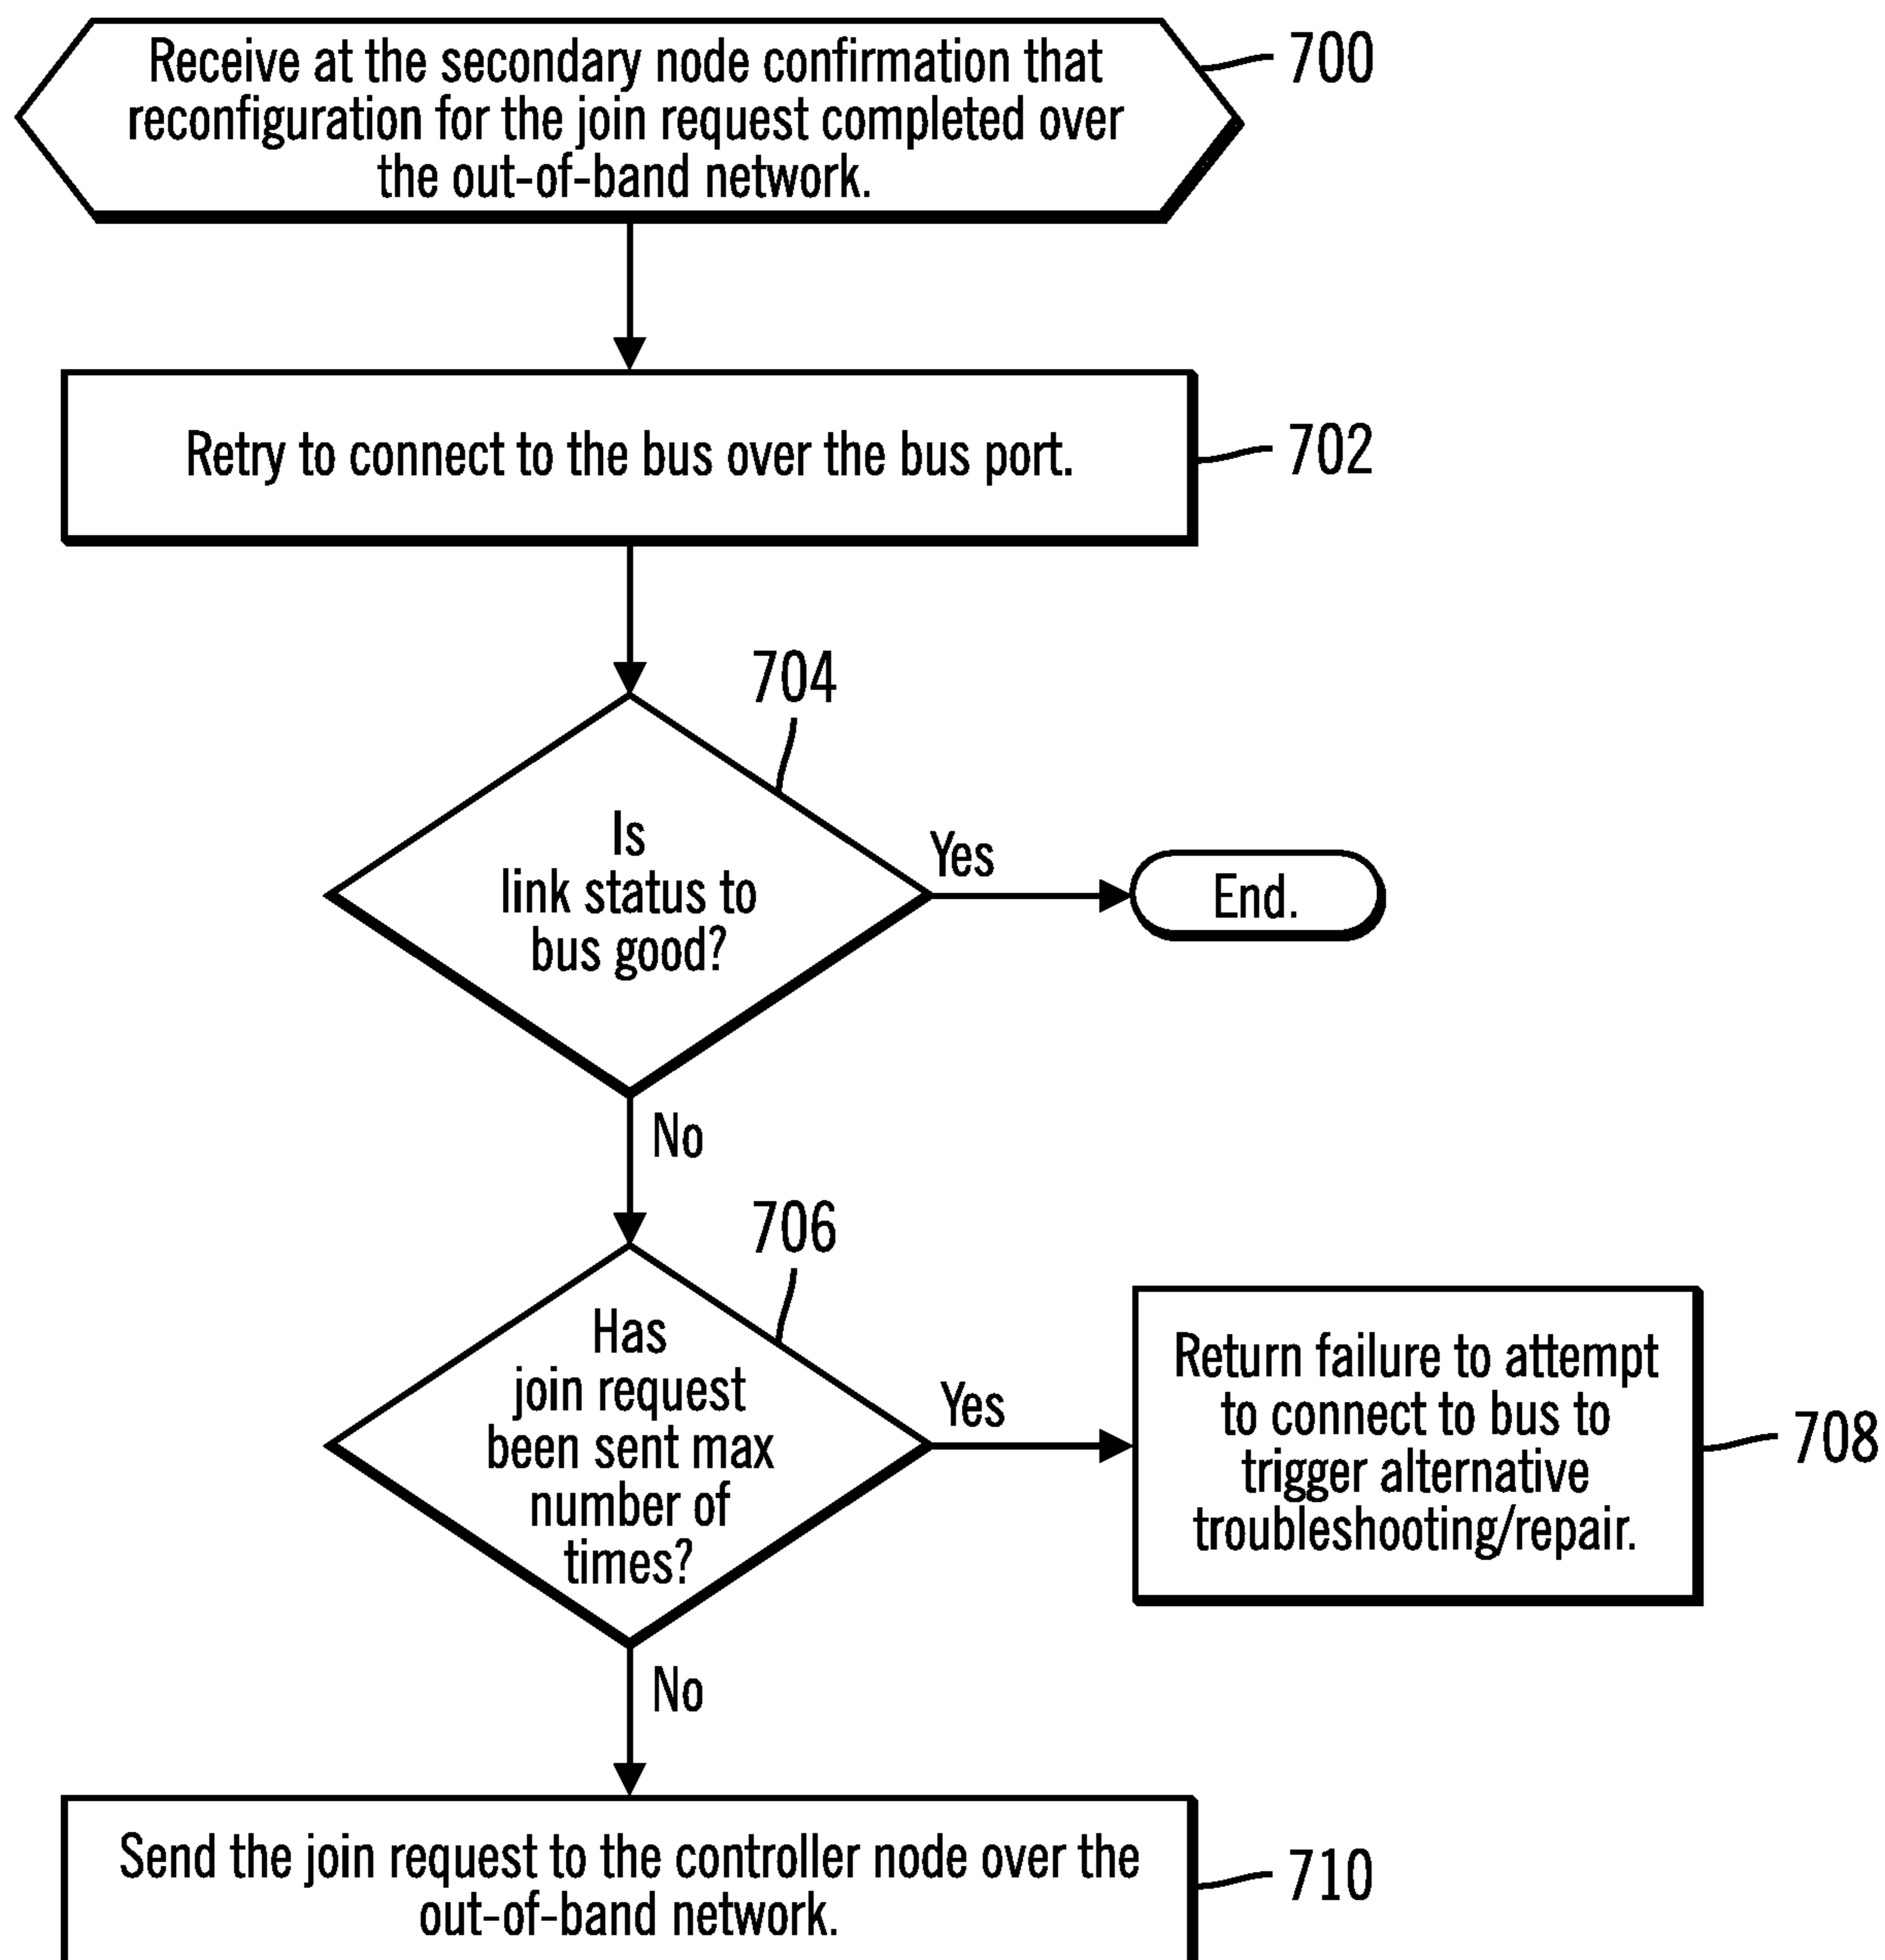 Receive at the secondary node confirmation that
reconfiguration for the join request completed over
the out-of-band network.
700
Retry to connect to the bus over the bus port.
702
704
Is
link status to
bus good?
Yes
End.
No
706
Has
join request
been sent max
number of
times?
Yes
Return failure to attempt
to connect to bus to
trigger alternative
troubleshooting/repair.
708
No
Send the join request to the controller node over the
out-of-band network.
710